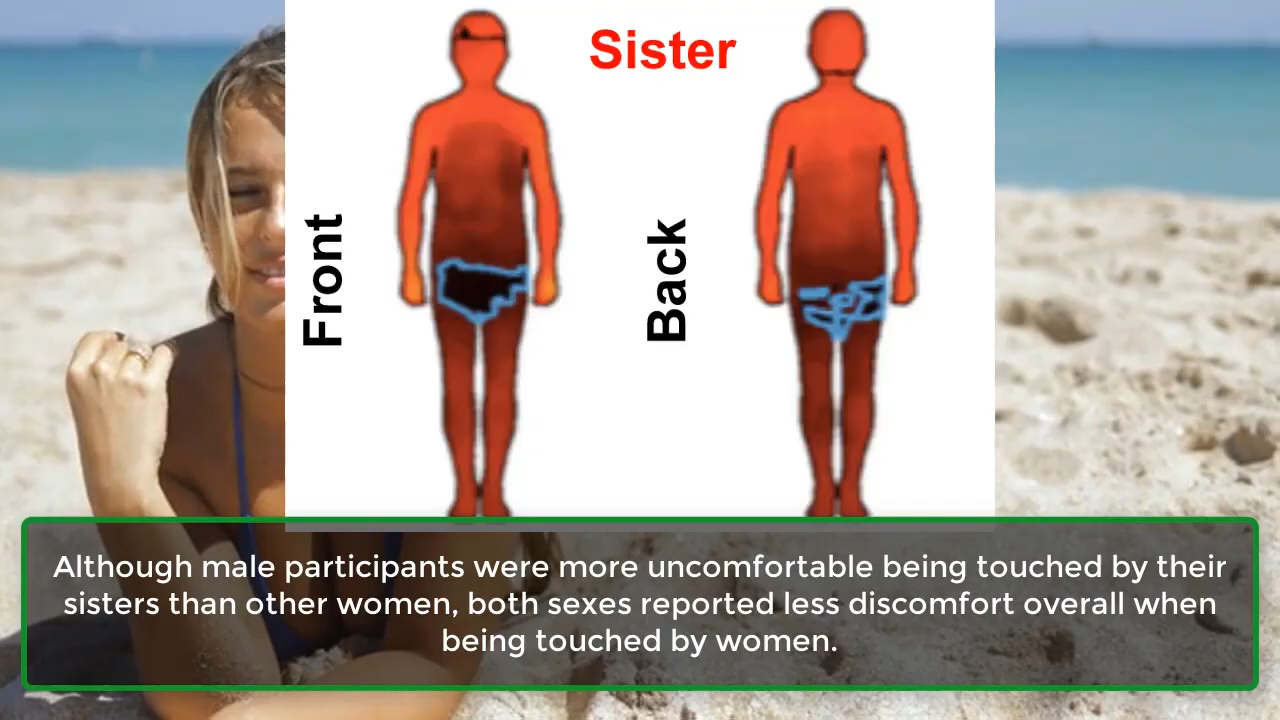 Sister
Front
Back
Although male participants were more uncomfortable being touched by their
sisters than other women, both sexes reported less discomfort overall when
being touched by women.